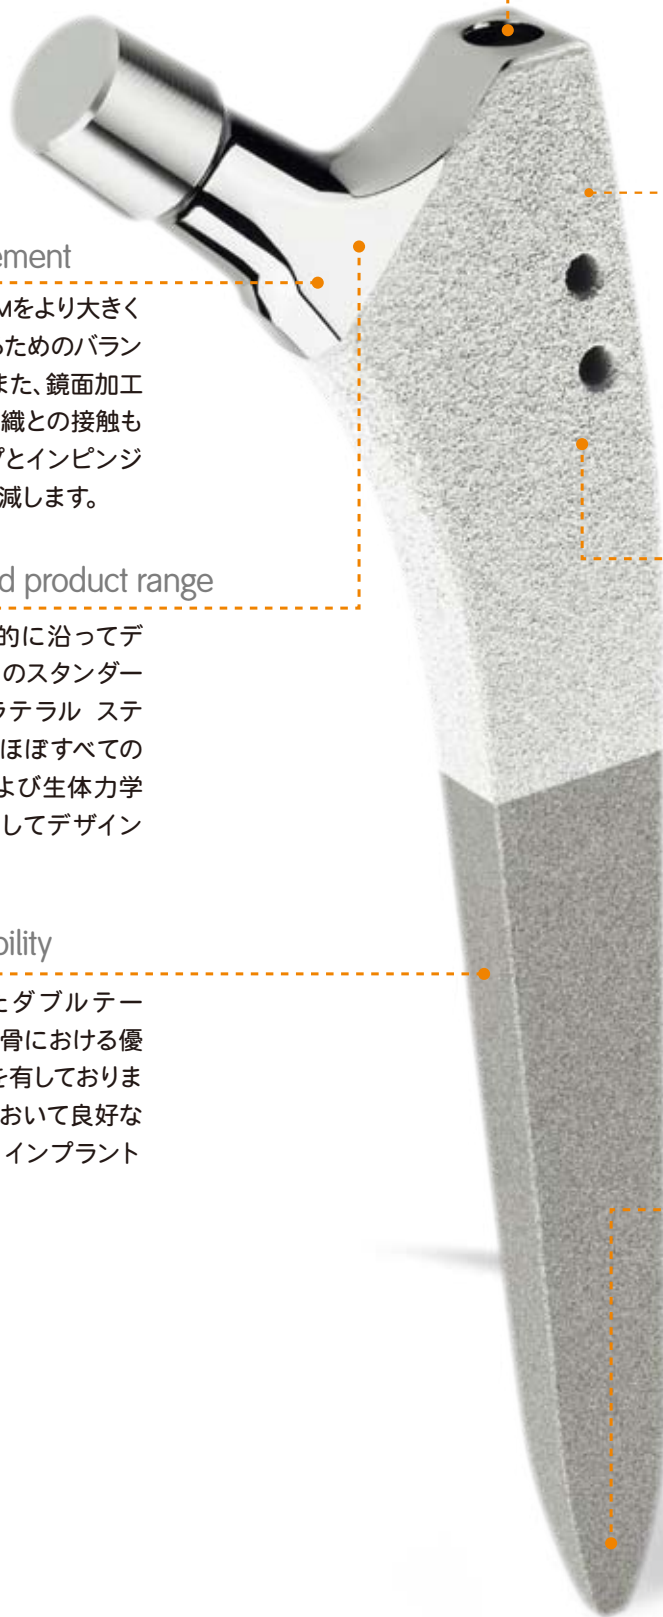 ement
Mをより大きく
るためのバラン
また、鏡面加工
織との接触も
プとインピンジ
減します。
d product range
的に沿ってデ
のスタンダー
ラテラル ステ
ほぼすべての
よび生体力学
してデザイン
bility
たダブルテー
骨における優
を有しておりま
おいて良好な
インプラント